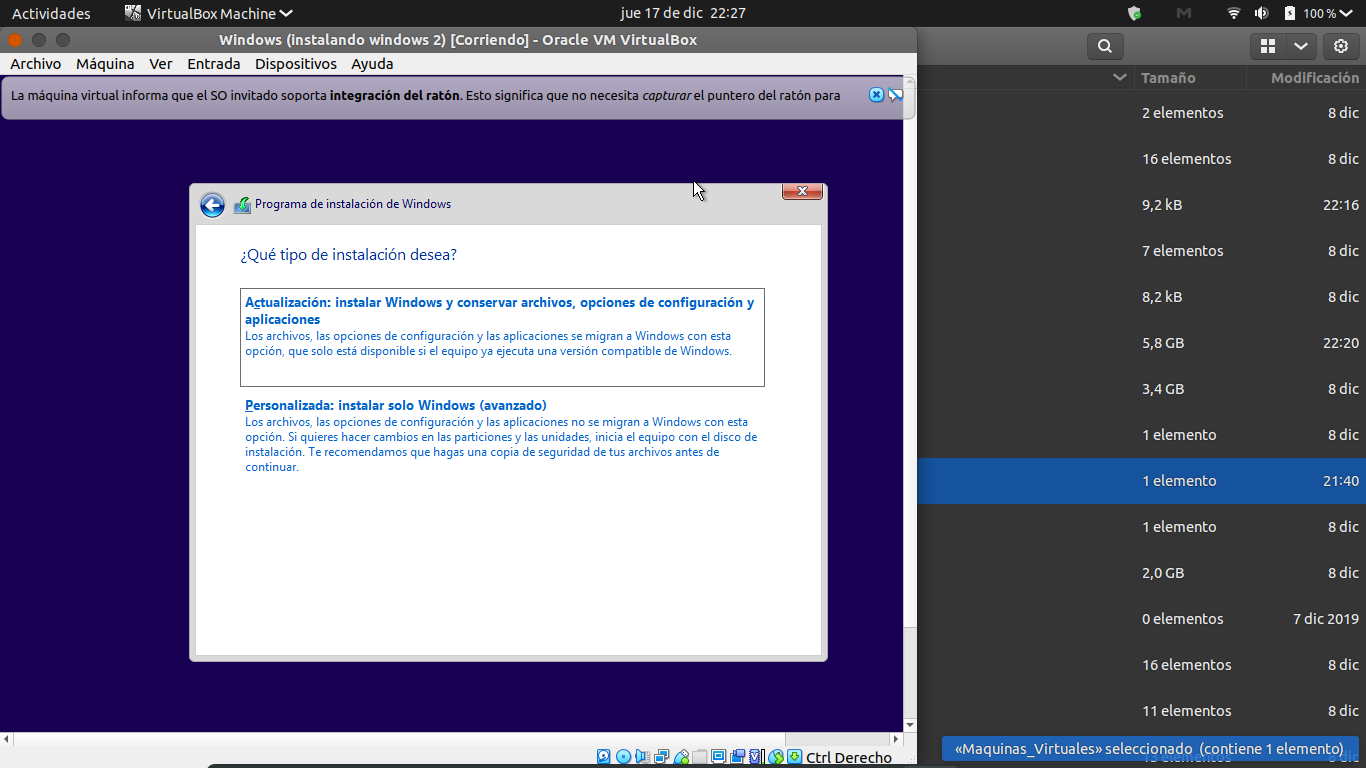 Actividades
VirtualBox Machine
jue 17 de dic 22:27
100 %
Windows (instalando windows 2) [Corriendo] - Oracle VM VirtualBox
Archivo Máquina Ver Entrada Dispositivos Ayuda
La máquina virtual informa que el SO invitado soporta integración del ratón. Esto significa que no necesita capturar el puntero del ratón para
Programa de instalación de Windows
¿Qué tipo de instalación desea?
Actualización: instalar Windows y conservar archivos, opciones de configuración y
aplicaciones
Los archivos, las opciones de configuración y las aplicaciones se migran a Windows con esta
opción, que solo está disponible si el equipo ya ejecuta una versión compatible de Windows.
Personalizada: instalar solo Windows (avanzado)
Los archivos, las opciones de configuración y las aplicaciones no se migran a Windows con esta
opción. Si quieres hacer cambios en las particiones y las unidades, inicia el equipo con el disco de
instalación. Te recomendamos que hagas una copia de seguridad de tus archivos antes de
continuar.
Ctrl Derecho
Tamaño Modificación
2 elementos 8 dic
16 elementos 8 dic
9,2 kB 22:16
7 elementos 8 dic
8,2 kB 8 dic
5,8 GB 22:20
3,4 GB 8 dic
1 elemento 8 dic
1 elemento 21:40
1 elemento 8 dic
2,0 GB 8 dic
0 elementos 7 dic 2019
16 elementos 8 dic
11 elementos 8 dic
«Maquinas_Virtuales» seleccionado (contiene 1 elemento)